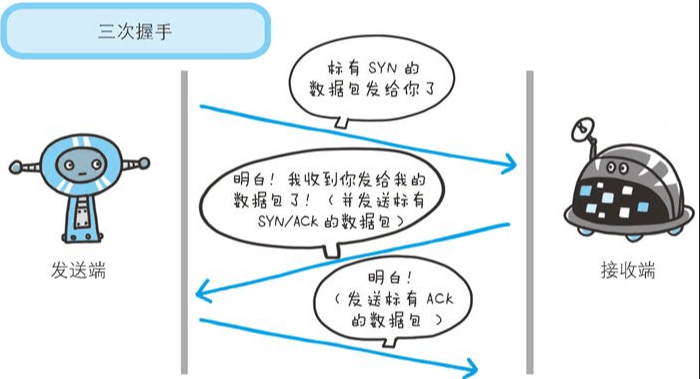 三次握手
标有 SYN 的
数据包发给你了
明白！我收到你发给我的
数据包了！（并发送标有
SYN/ACK 的数据包）
发送端
接收端
明白！
（发送标有 ACK
的数据包）